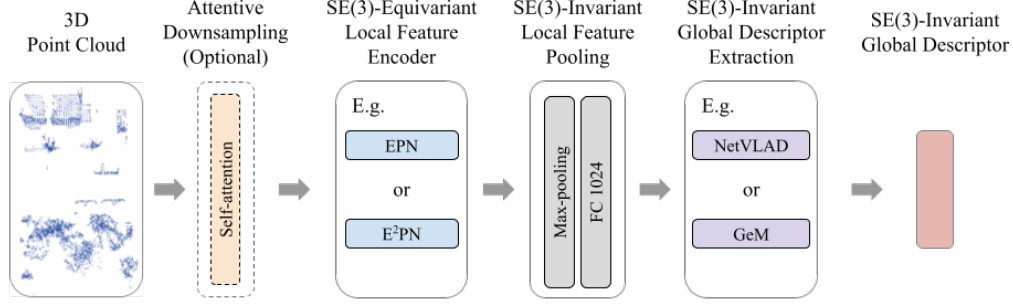 3D
Point Cloud
Attentive
Downsampling
(Optional)
SE(3)-Equivariant
Local Feature
Encoder
SE(3)-Invariant
Local Feature
Pooling
SE(3)-Invariant
Global Descriptor
Extraction
SE(3)-Invariant
Global Descriptor
Self-attention
E.g.
EPN
or
E²PN
Max-pooling
FC 1024
E.g.
NetVLAD
or
GeM